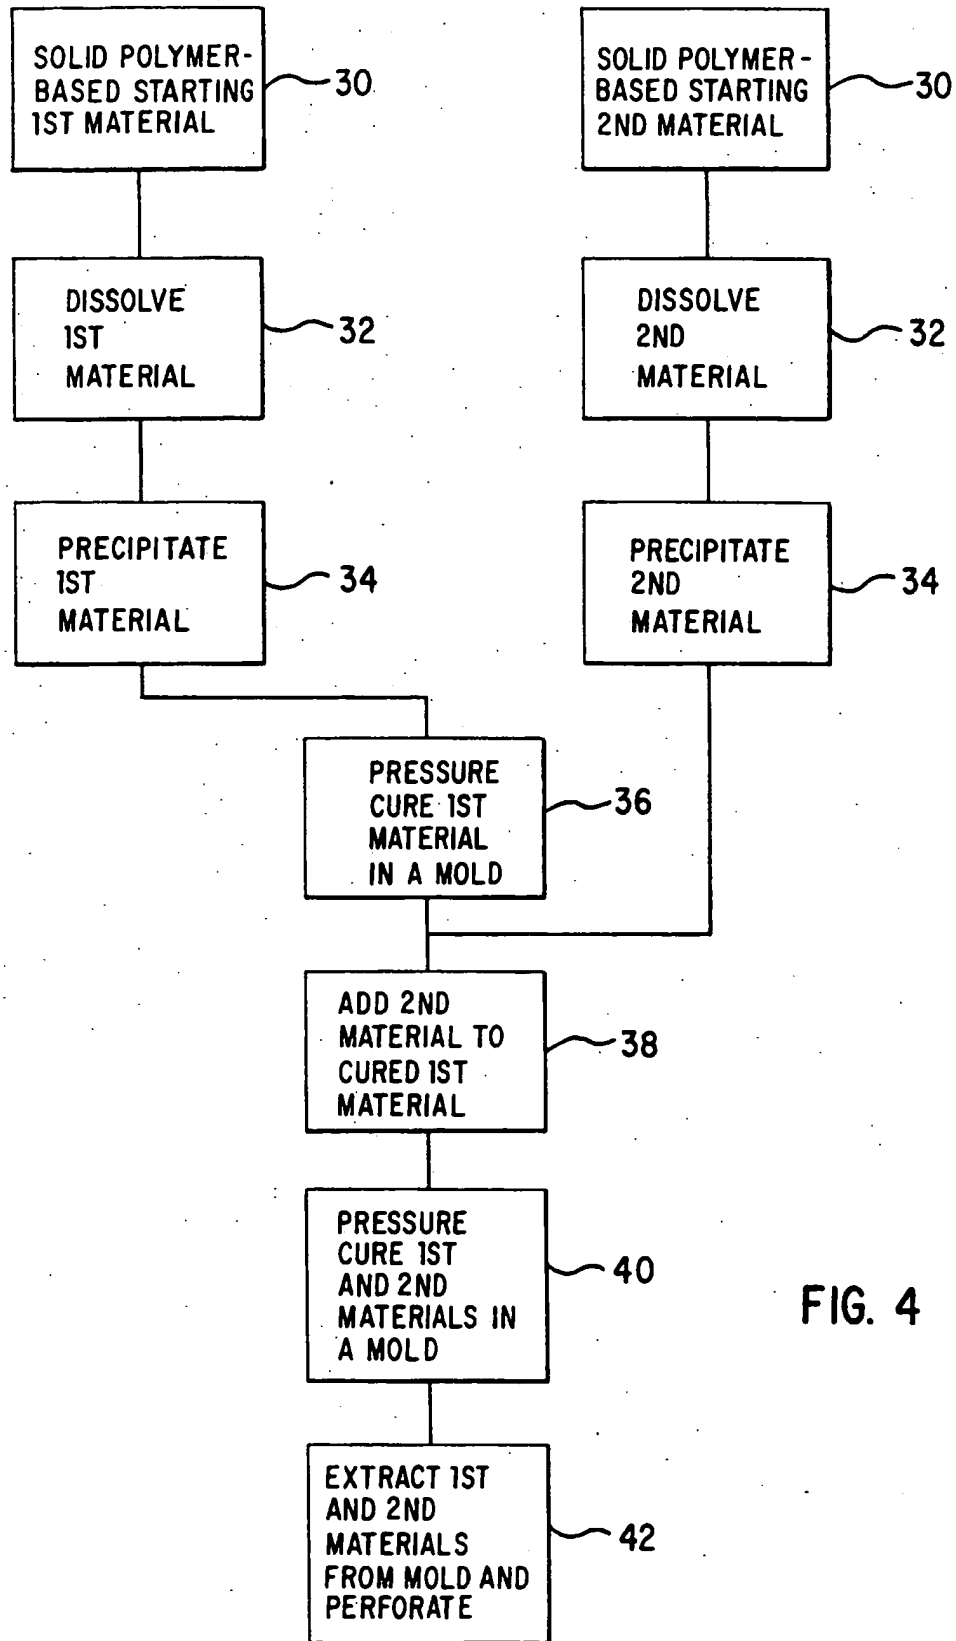 SOLID POLYMER-
BASED STARTING
1ST MATERIAL
30
SOLID POLYMER-
BASED STARTING
2ND MATERIAL
30
DISSOLVE
1ST
MATERIAL
32
DISSOLVE
2ND
MATERIAL
32
PRECIPITATE
1ST
MATERIAL
34
PRECIPITATE
2ND
MATERIAL
34
PRESSURE
CURE 1ST
MATERIAL
IN A MOLD
36
ADD 2ND
MATERIAL TO
CURED 1ST
MATERIAL
38
PRESSURE
CURE 1ST
AND 2ND
MATERIALS IN
A MOLD
40
FIG. 4
EXTRACT 1ST
AND 2ND
MATERIALS
FROM MOLD AND
PERFORATE
42